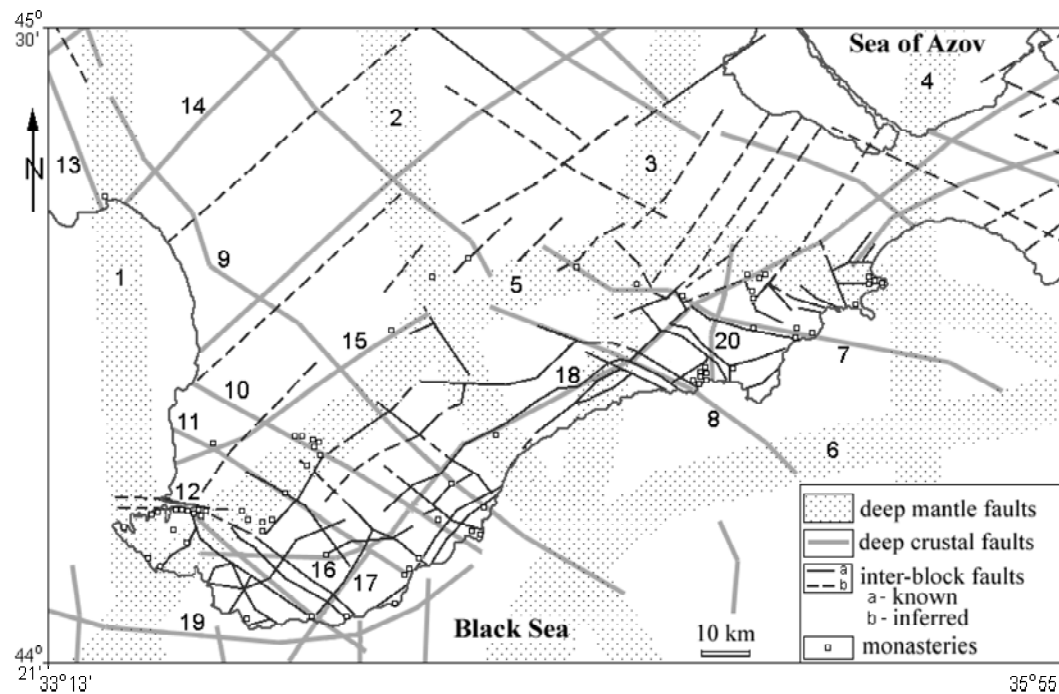 45°
30'
Sea of Azov
4
14
2
13
3
N
1
9
5
15
20
7
18
10
8
11
6
12
deep mantle faults
deep crustal faults
a
b
inter-block faults
a - known
b - inferred
monasteries
16
17
19
Black Sea
10 km
44°
21'
33°13'
35°55'